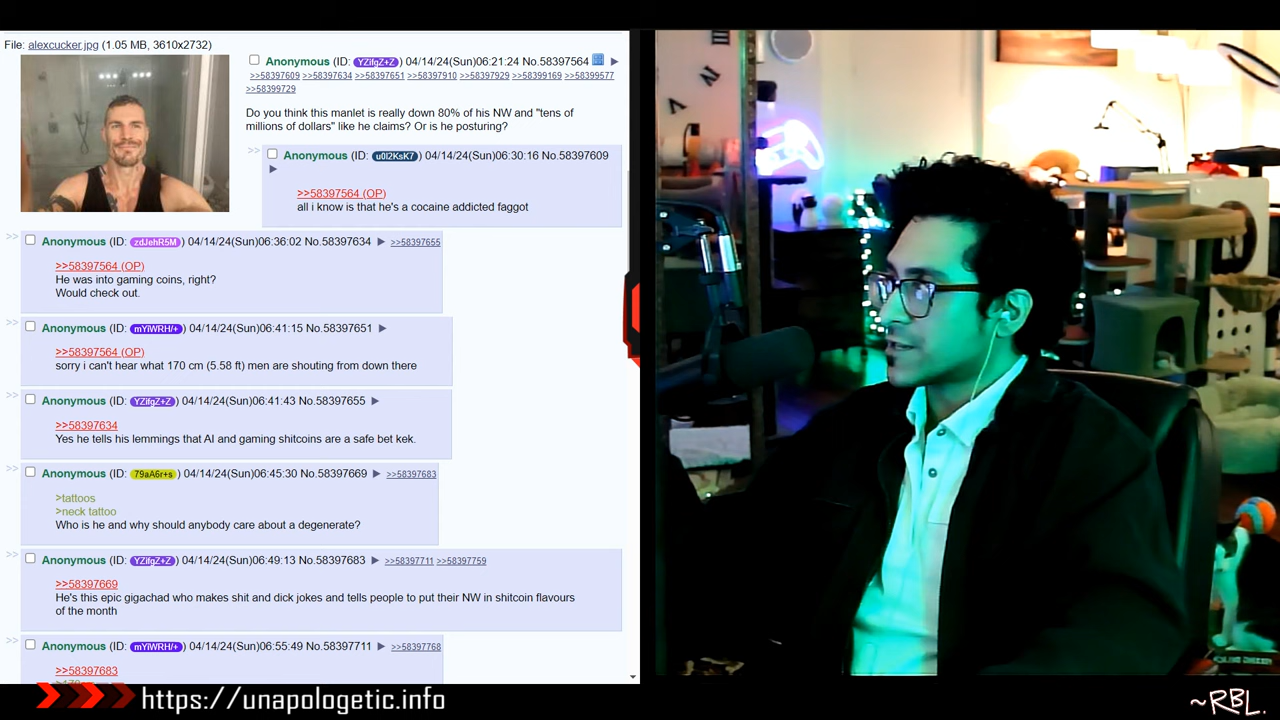 File: alexcucker.jpg (1.05 MB, 3610x2732)
Anonymous (ID: YZifgZ+Z) 04/14/24(Sun)06:21:24 No.58397564 ▶
>>58397609 >>58397634 >>58397651 >>58397910 >>58397929 >>58399169 >>58399577
>>58399729
Do you think this manlet is really down 80% of his NW and "tens of
millions of dollars" like he claims? Or is he posturing?
>> Anonymous (ID: u0I2KsK7) 04/14/24(Sun)06:30:16 No.58397609
▶
>>58397564 (OP)
all i know is that he's a cocaine addicted faggot
>> Anonymous (ID: zdJehR5M) 04/14/24(Sun)06:36:02 No.58397634 ▶ >>58397655
>>58397564 (OP)
He was into gaming coins, right?
Would check out.
>> Anonymous (ID: mYiWRH/+) 04/14/24(Sun)06:41:15 No.58397651 ▶
>>58397564 (OP)
sorry i can't hear what 170 cm (5.58 ft) men are shouting from down there
>> Anonymous (ID: YZifgZ+Z) 04/14/24(Sun)06:41:43 No.58397655 ▶
>>58397634
Yes he tells his lemmings that AI and gaming shitcoins are a safe bet kek.
>> Anonymous (ID: 79aA6r+s) 04/14/24(Sun)06:45:30 No.58397669 ▶ >>58397683
>tattoos
>neck tattoo
Who is he and why should anybody care about a degenerate?
>> Anonymous (ID: YZifgZ+Z) 04/14/24(Sun)06:49:13 No.58397683 ▶ >>58397711 >>58397759
>>58397669
He's this epic gigachad who makes shit and dick jokes and tells people to put their NW in shitcoin flavours
of the month
>> Anonymous (ID: mYiWRH/+) 04/14/24(Sun)06:55:49 No.58397711 ▶ >>58397768
>>58397683
https://unapologetic.info
~RBL.